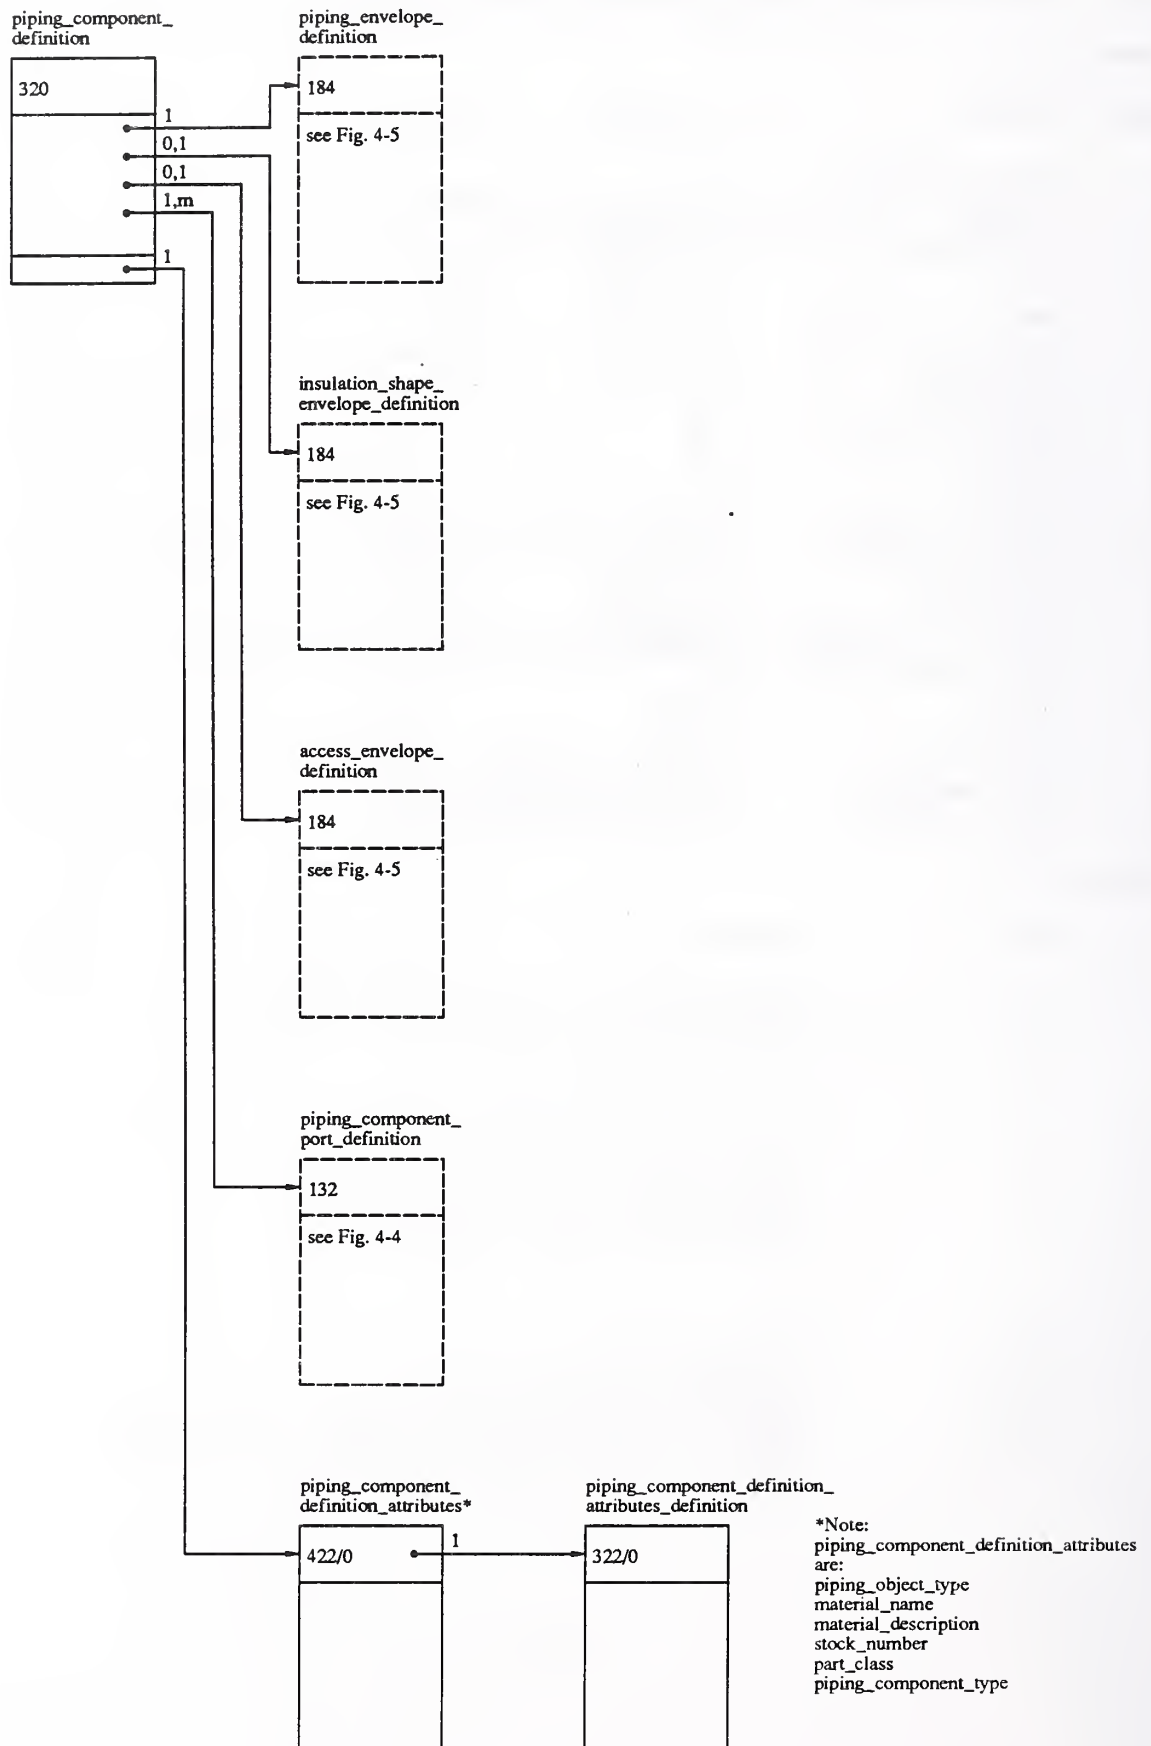 piping_component_
definition
320
1
0,1
0,1
1,m
1
piping_envelope_
definition
184
see Fig. 4-5
insulation_shape_
envelope_definition
184
see Fig. 4-5
access_envelope_
definition
184
see Fig. 4-5
piping_component_
port_definition
132
see Fig. 4-4
piping_component_
definition_attributes*
422/0
1
piping_component_definition_
attributes_definition
322/0
*Note:
piping_component_definition_attributes
are:
piping_object_type
material_name
material_description
stock_number
part_class
piping_component_type